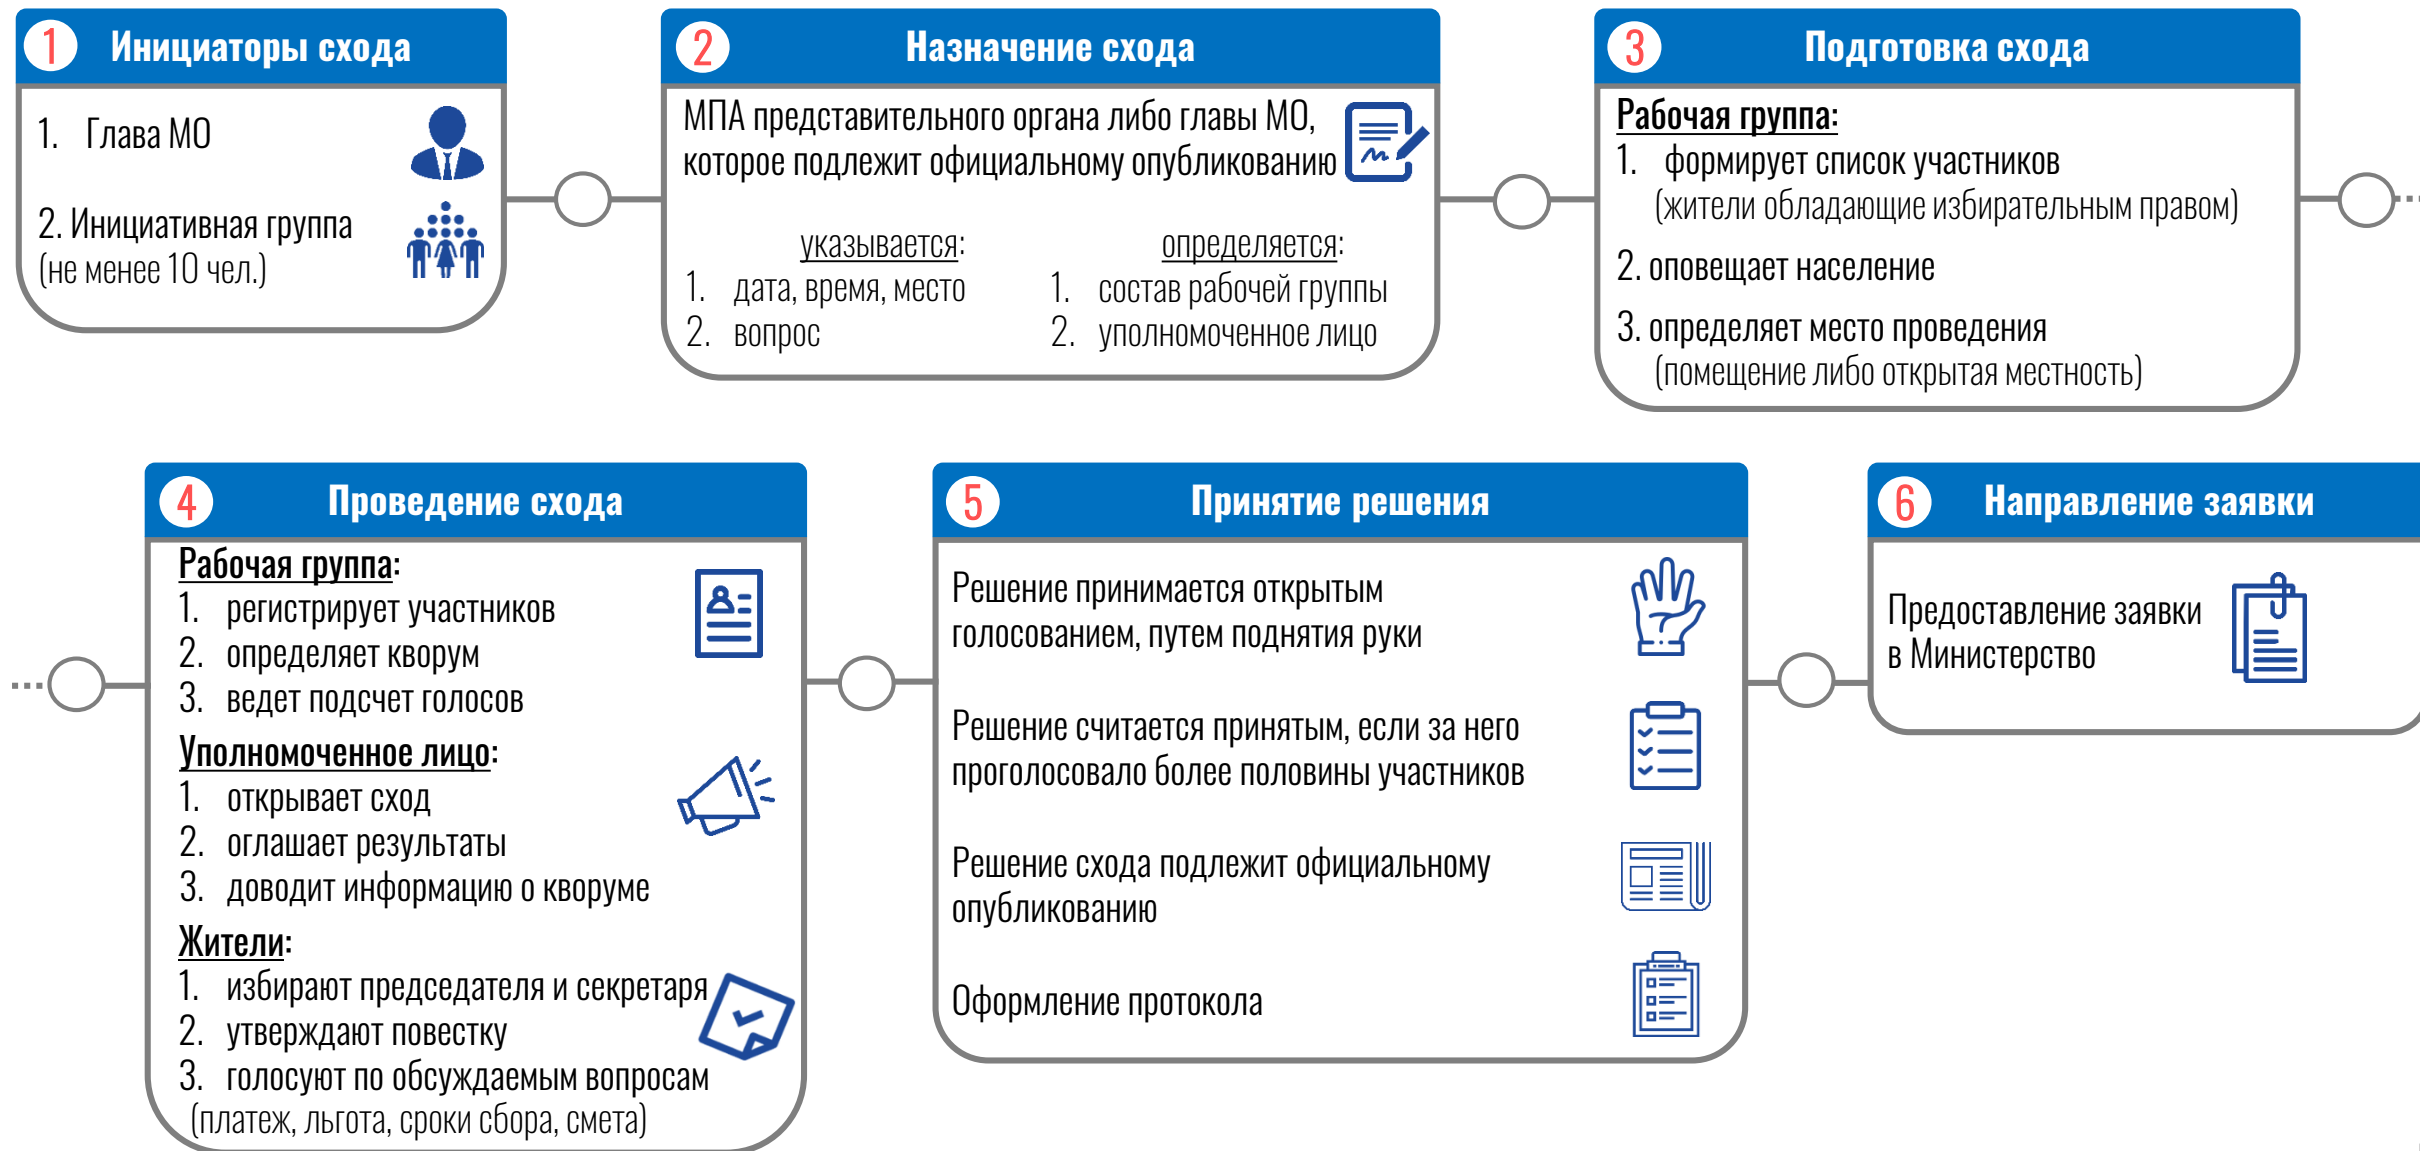 1 Инициаторы схода
1. Глава МО
2. Инициативная группа
(не менее 10 чел.)
2 Назначение схода
МПА представительного органа либо главы МО,
которое подлежит официальному опубликованию
указывается:
1. дата, время, место
2. вопрос
определяется:
1. состав рабочей группы
2. уполномоченное лицо
3 Подготовка схода
Рабочая группа:
1. формирует список участников
(жители обладающие избирательным правом)
2. оповещает население
3. определяет место проведения
(помещение либо открытая местность)
4 Проведение схода
Рабочая группа:
1. регистрирует участников
2. определяет кворум
3. ведет подсчет голосов
Уполномоченное лицо:
1. открывает сход
2. оглашает результаты
3. доводит информацию о кворуме
Жители:
1. избирают председателя и секретаря
2. утверждают повестку
3. голосуют по обсуждаемым вопросам
(платеж, льгота, сроки сбора, смета)
5 Принятие решения
Решение принимается открытым
голосованием, путем поднятия руки
Решение считается принятым, если за него
проголосовало более половины участников
Решение схода подлежит официальному
опубликованию
Оформление протокола
6 Направление заявки
Предоставление заявки
в Министерство